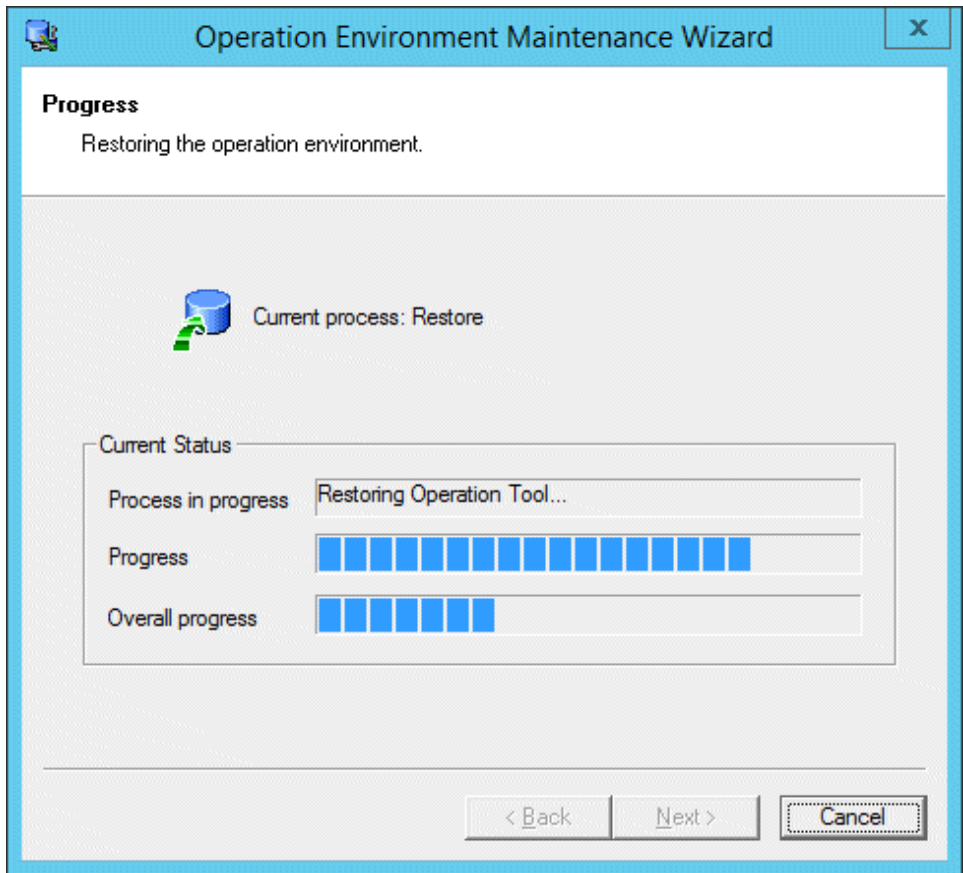 Operation Environment Maintenance Wizard
x
Progress
Restoring the operation environment.
Current process: Restore
Current Status
Process in progress
Restoring Operation Tool...
Progress
Overall progress
< Back
Next >
Cancel